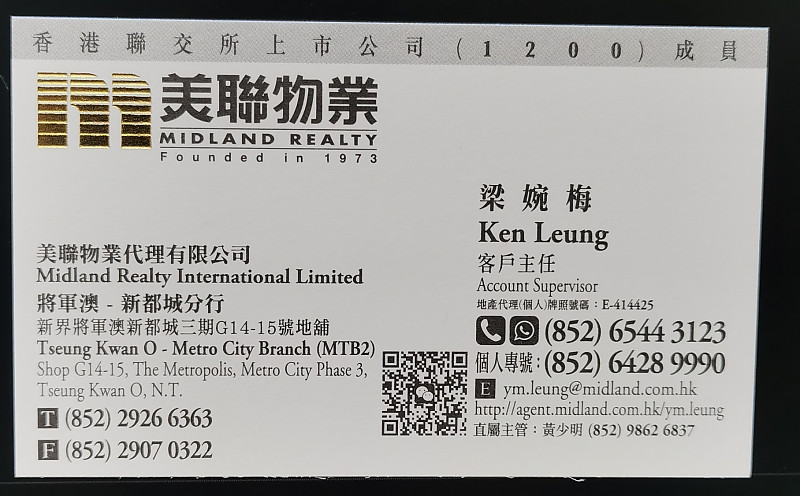 香港聯交所上市公司(1200)成員
美聯物業
MIDLAND REALTY
Founded in 1973
梁婉梅
Ken Leung
客戶主任
Account Supervisor
地產代理(個人)牌照號碼：E-414425
(852) 6544 3123
個人專號：(852) 6428 9990
E ym.leung@midland.com.hk
http://agent.midland.com.hk/ym.leung
直屬主管：黃少明 (852) 9862 6837
美聯物業代理有限公司
Midland Realty International Limited
將軍澳 - 新都城分行
新界將軍澳新都城三期G14-15號地舖
Tseung Kwan O - Metro City Branch (MTB2)
Shop G14-15, The Metropolis, Metro City Phase 3,
Tseung Kwan O, N.T.
T (852) 2926 6363
F (852) 2907 0322